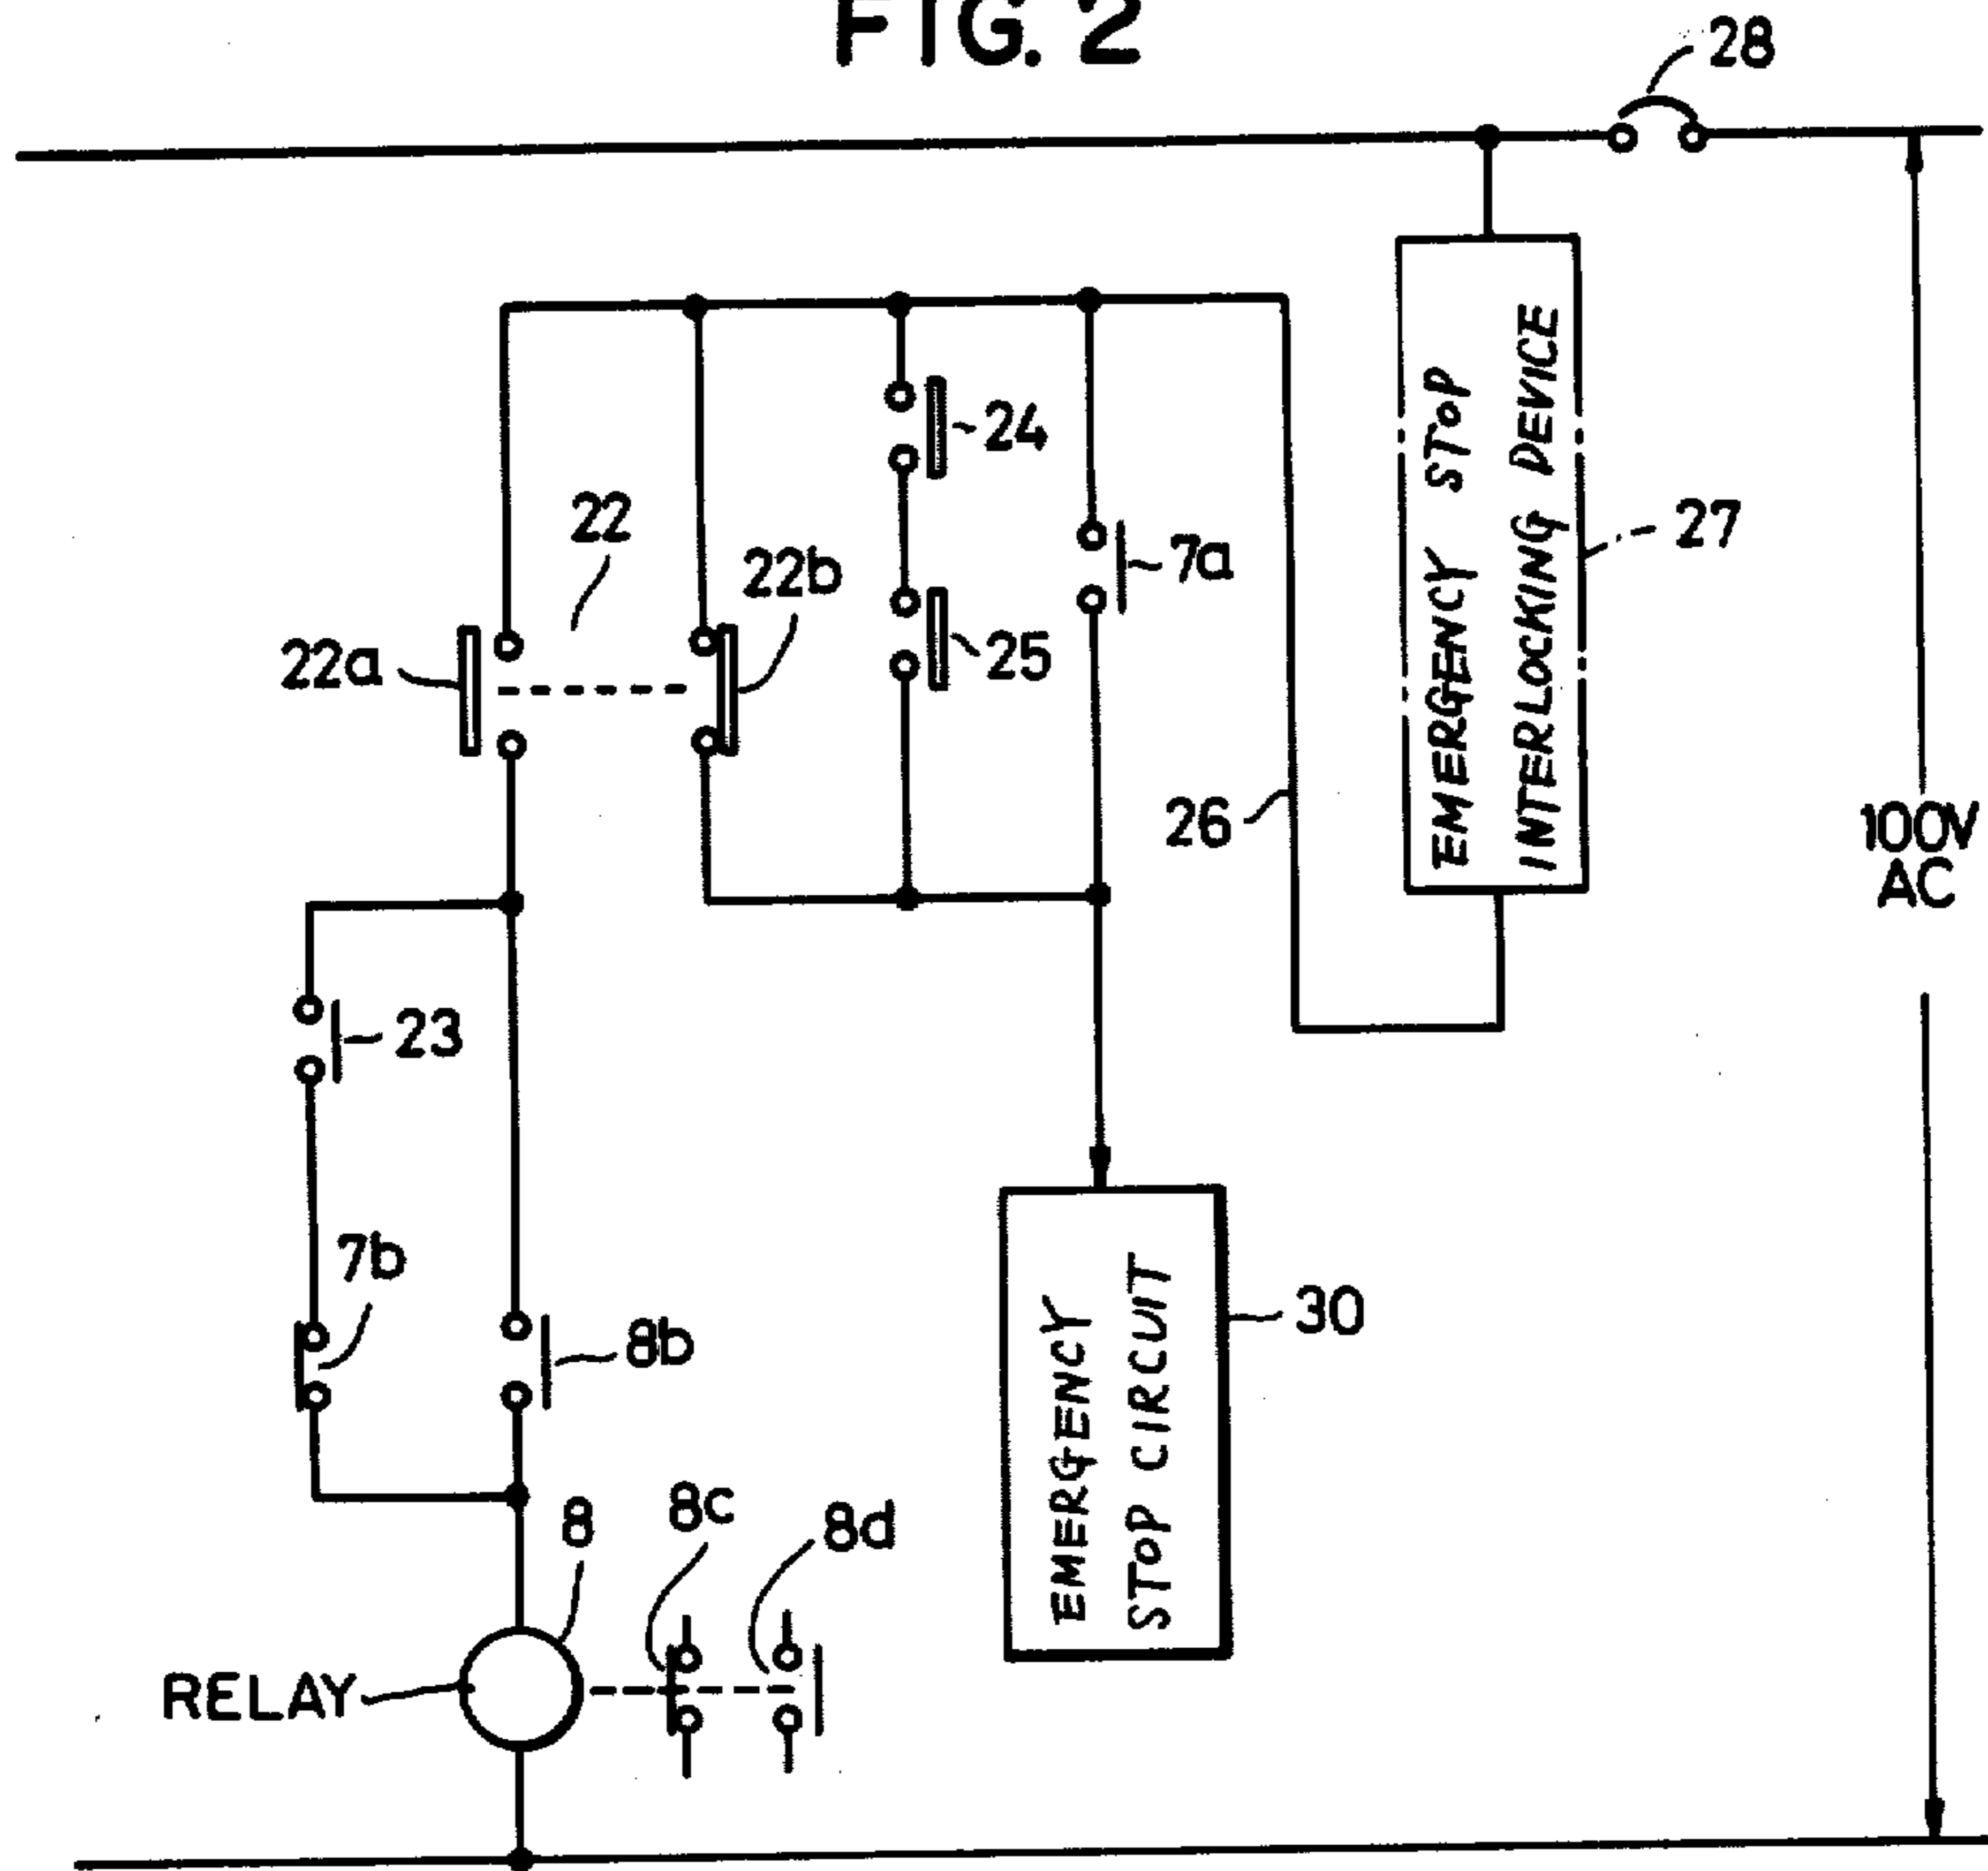 FIG. 2
28
24
22
22b
7a
27
22a
25
EMERGENCY STOP
INTERLOCKING DEVICE
26
100V
AC
23
7b
8b
30
EMERGENCY
STOP CIRCUIT
8
8c
8d
RELAY